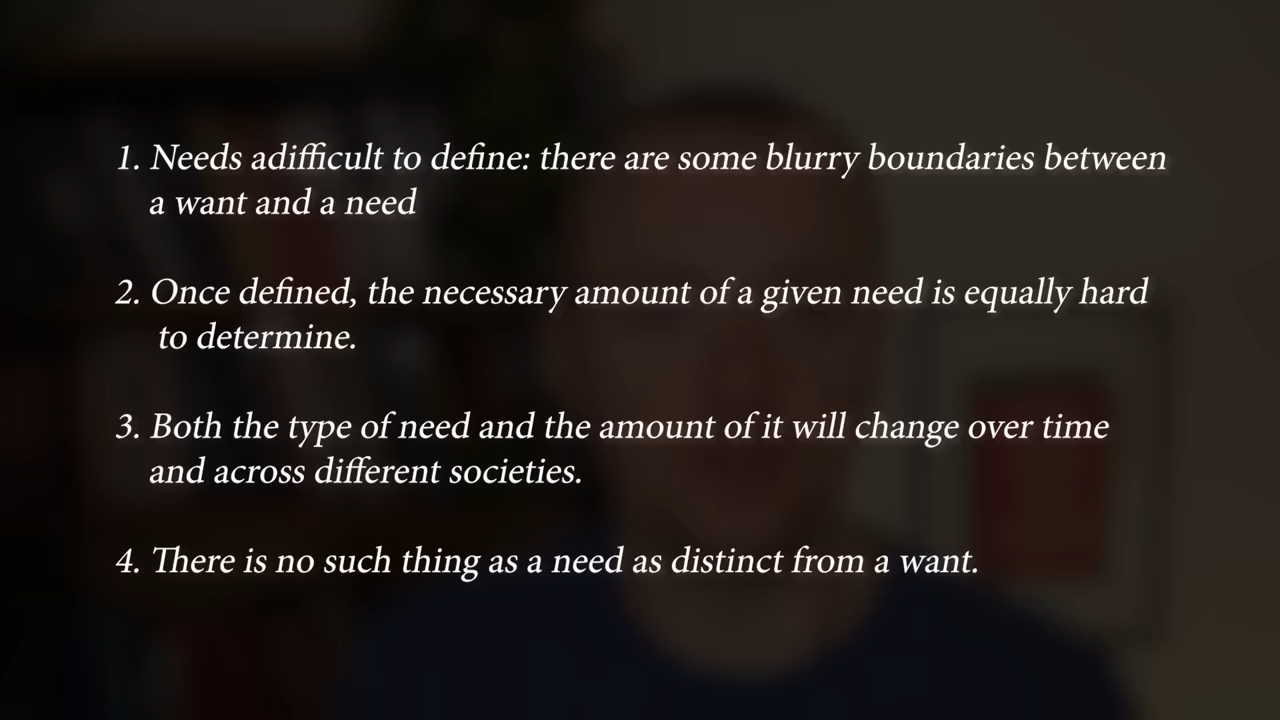 1. Needs adifficult to define: there are some blurry boundaries between
a want and a need
2. Once defined, the necessary amount of a given need is equally hard
to determine.
3. Both the type of need and the amount of it will change over time
and across different societies.
4. There is no such thing as a need as distinct from a want.